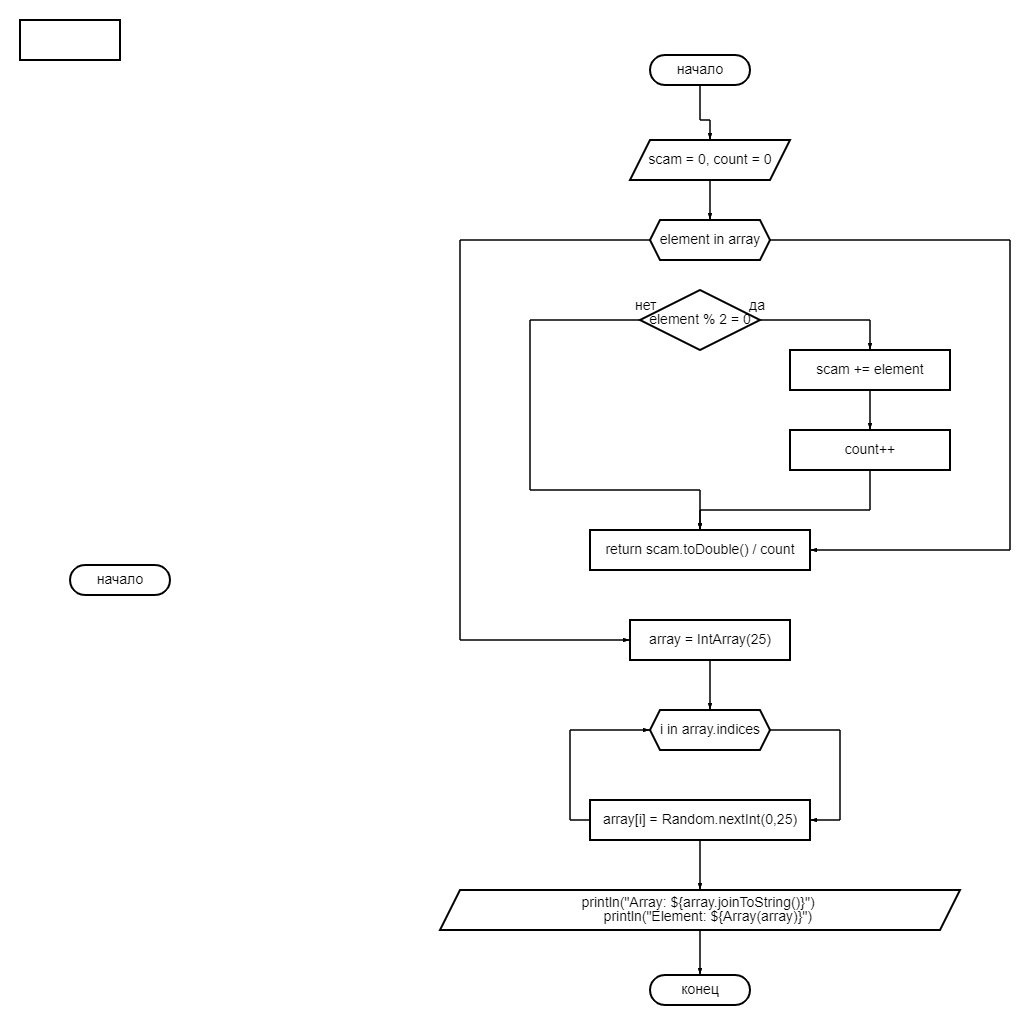 начало
scam = 0, count = 0
element in array
нет
да
element % 2 = 0
scam += element
count++
return scam.toDouble() / count
начало
array = IntArray(25)
i in array.indices
array[i] = Random.nextInt(0,25)
println("Array: ${array.joinToString()}")
println("Element: ${Array(array)}")
конец